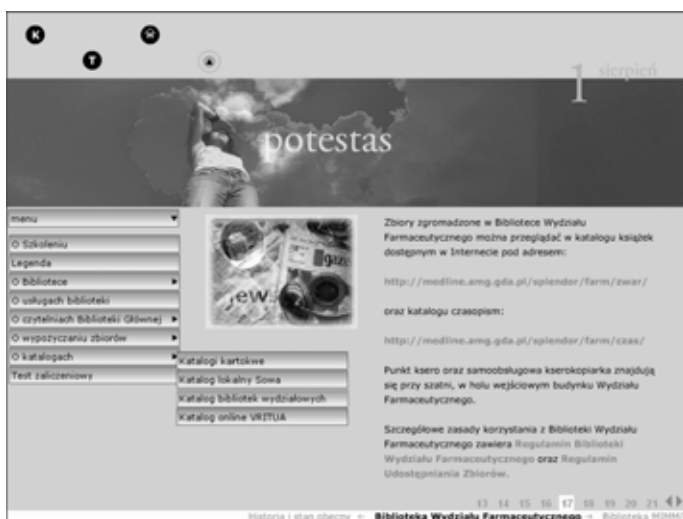 K
T
1 sierpień
potestas
menu
O Szkoleniu
Legenda
O Bibliotece
O usługach biblioteki
O czytelniach Biblioteki Głównej
O wypożyczaniu zbiorów
O katalogach
Test zaliczeniowy
gaze
jews
Katalogi kartokwe
Katalog lokalny Sowa
Katalog bibliotek wydziałowych
Katalog online VRITUA
Zbiory zgromadzone w Bibliotece Wydziału
Farmaceutycznego można przeglądać w katalogu książek
dostępnym w Internecie pod adresem:
http://medline.amg.gda.pl/splendor/farm/zwar/
oraz katalogu czasopism:
http://medline.amg.gda.pl/splendor/farm/czas/
Punkt ksero oraz samoobsługowa kserokopiarka znajdują
się przy szatni, w holu wejściowym budynku Wydziału
Farmaceutycznego.
Szczegółowe zasady korzystania z Biblioteki Wydziału
Farmaceutycznego zawiera Regulamin Biblioteki
Wydziału Farmaceutycznego oraz Regulamin
Udostępniania Zbiorów.
13 14 15 16 17 18 19 20 21
Historia i stan obecny Biblioteka Wydziału Farmaceutycznego Biblioteka MIMMi